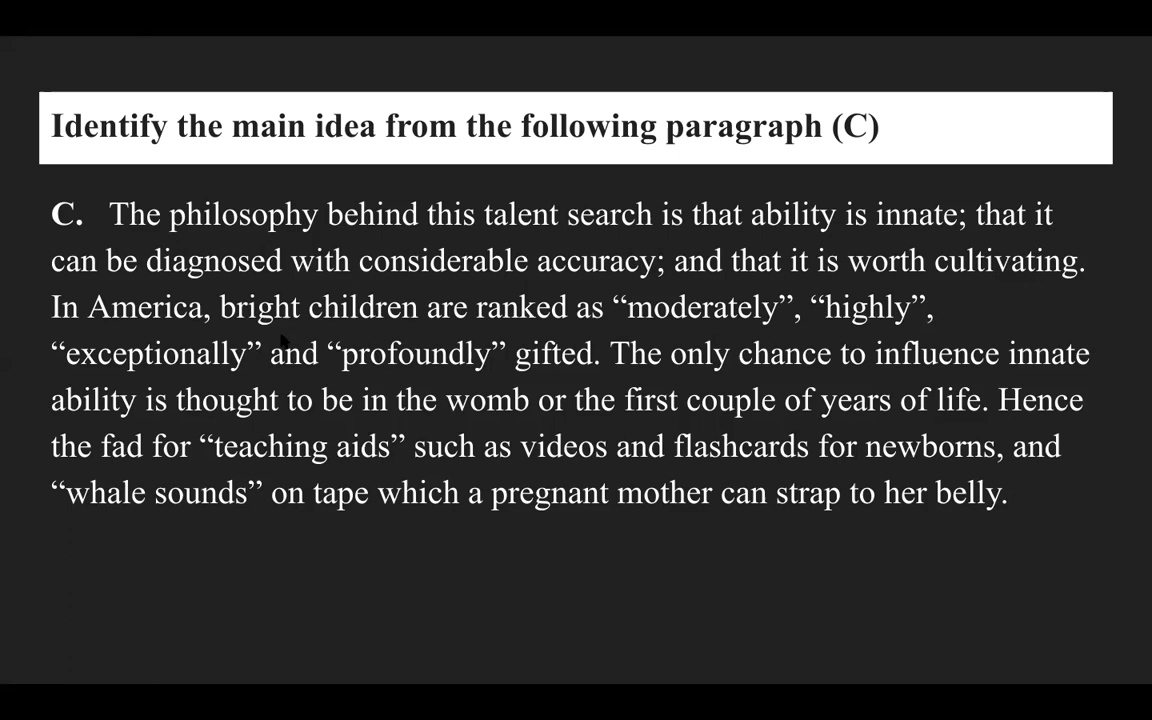 Identify the main idea from the following paragraph (C)
C. The philosophy behind this talent search is that ability is innate; that it
can be diagnosed with considerable accuracy; and that it is worth cultivating.
In America, bright children are ranked as “moderately”, “highly”,
“exceptionally” and “profoundly” gifted. The only chance to influence innate
ability is thought to be in the womb or the first couple of years of life. Hence
the fad for “teaching aids” such as videos and flashcards for newborns, and
“whale sounds” on tape which a pregnant mother can strap to her belly.